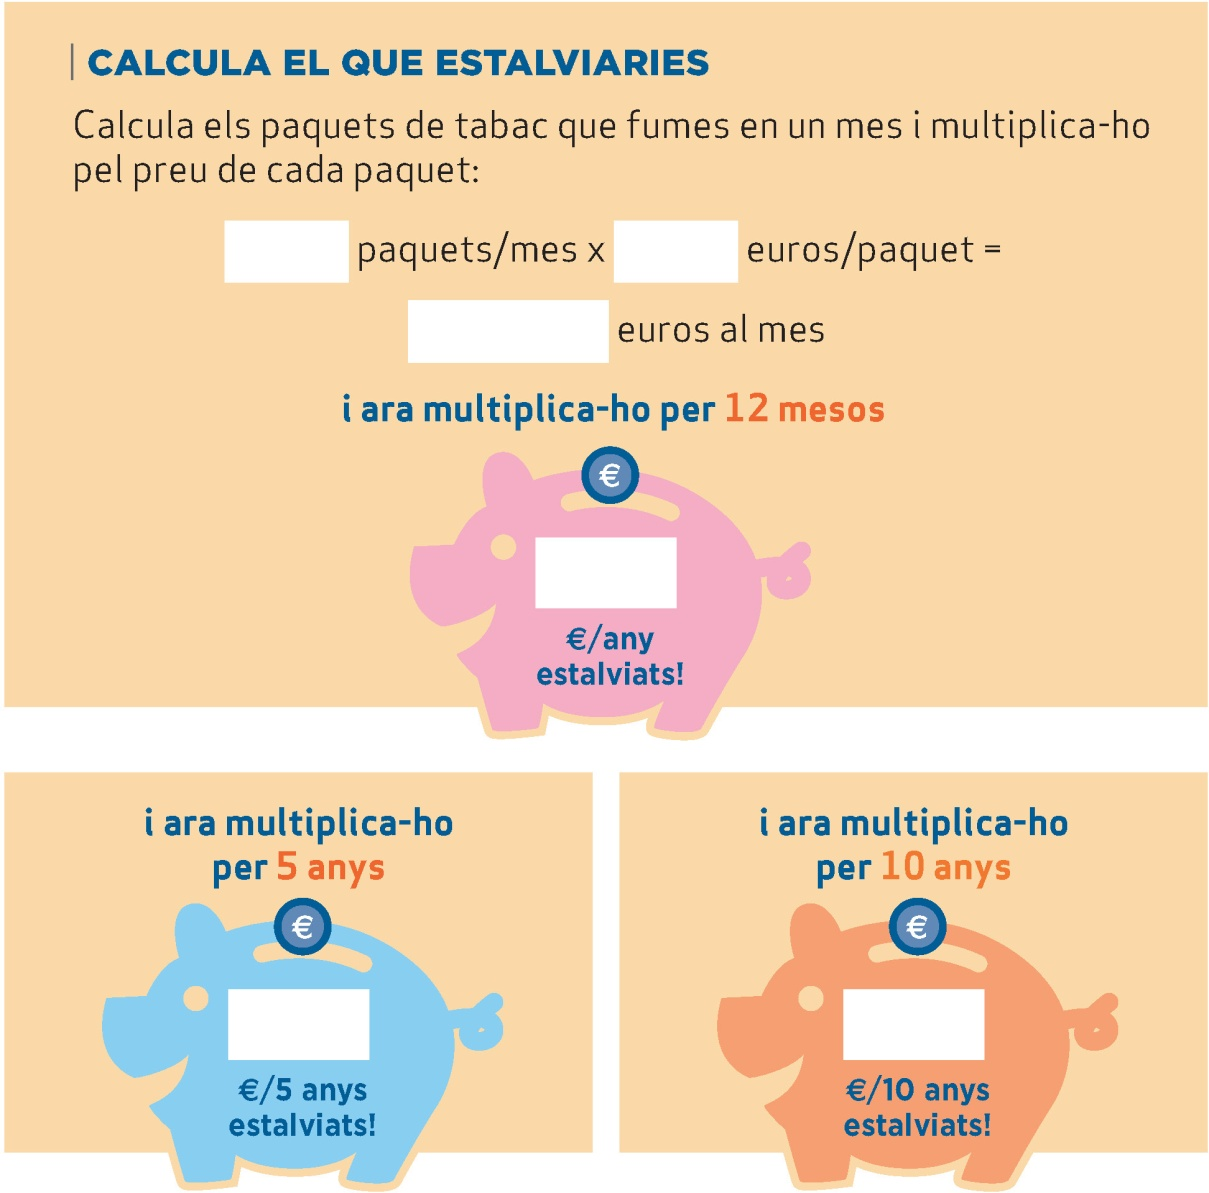 CALCULA EL QUE ESTALVIARIES
Calcula els paquets de tabac que fumes en un mes i multiplica-ho
pel preu de cada paquet:
paquets/mes x euros/paquet =
euros al mes
i ara multiplica-ho per 12 mesos
€
€/any
estalviats!
i ara multiplica-ho
per 5 anys
€
€/5 anys
estalviats!
i ara multiplica-ho
per 10 anys
€
€/10 anys
estalviats!